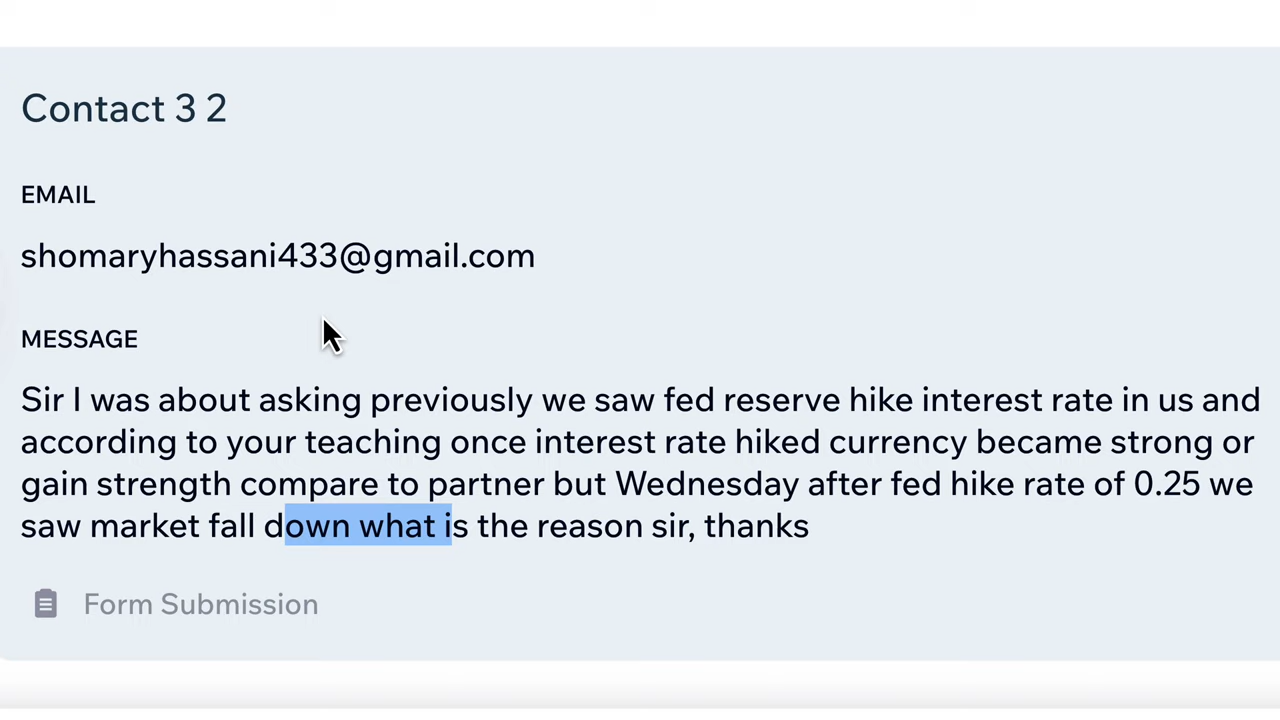 Contact 3 2
EMAIL
shomaryhassani433@gmail.com
MESSAGE
Sir I was about asking previously we saw fed reserve hike interest rate in us and
according to your teaching once interest rate hiked currency became strong or
gain strength compare to partner but Wednesday after fed hike rate of 0.25 we
saw market fall down what is the reason sir, thanks
Form Submission